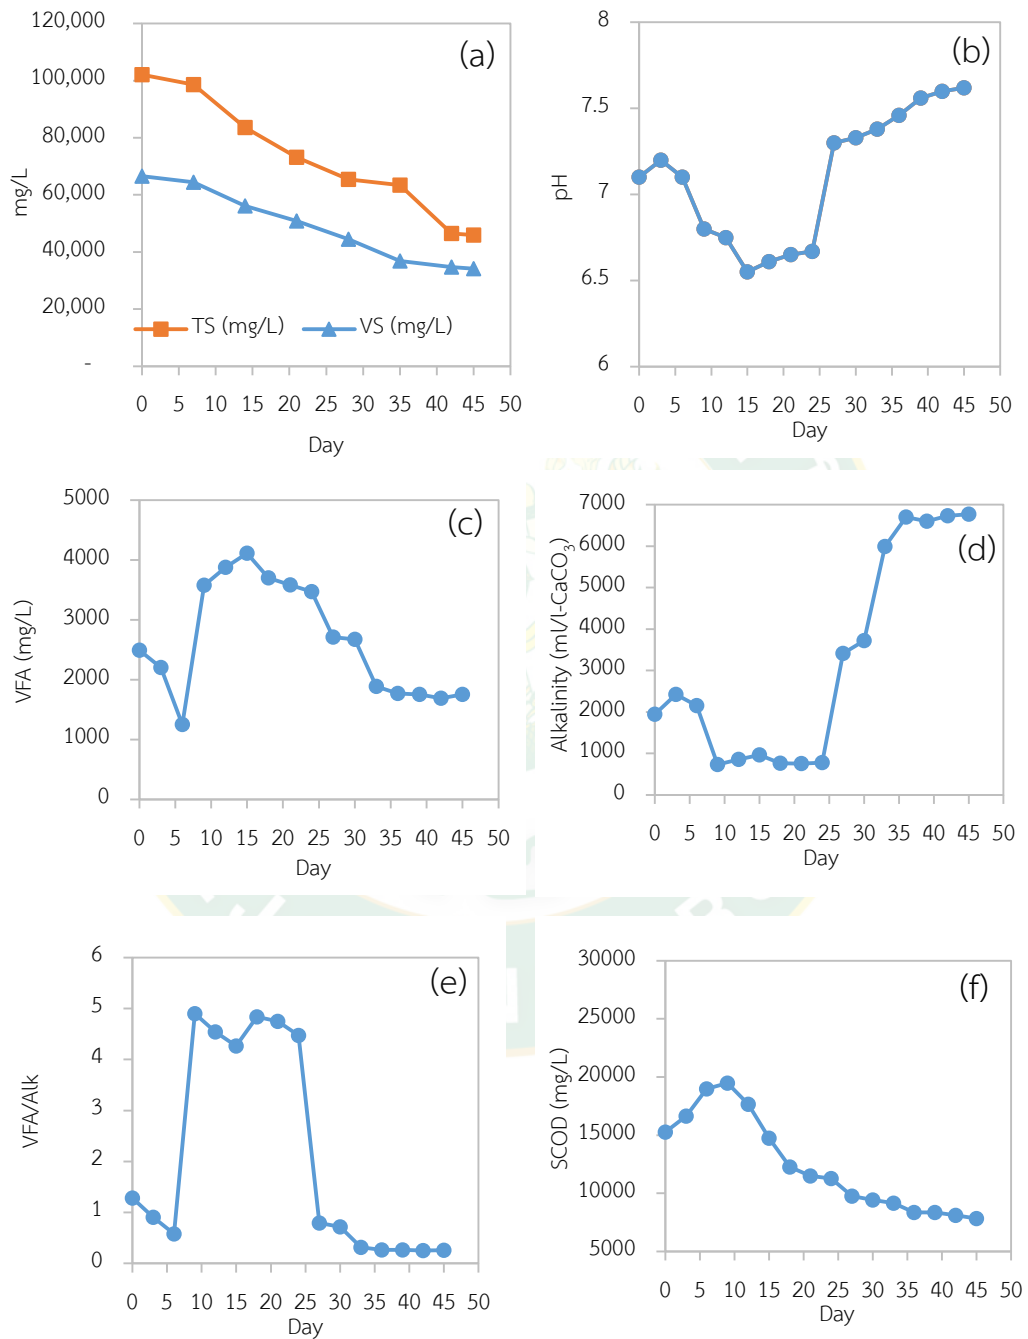 120,000
100,000
80,000
60,000
40,000
20,000
-
mg/L
(a)
TS (mg/L) VS (mg/L)
0 5 10 15 20 25 30 35 40 45 50
Day
8
7.5
7
6.5
6
pH
(b)
0 5 10 15 20 25 30 35 40 45 50
Day
5000
4000
3000
2000
1000
0
VFA (mg/L)
(c)
0 5 10 15 20 25 30 35 40 45 50
Day
7000
6000
5000
4000
3000
2000
1000
0
Alkalinity (ml/l-CaCO₃)
(d)
0 5 10 15 20 25 30 35 40 45 50
Day
6
5
4
3
2
1
0
VFA/Alk
(e)
0 5 10 15 20 25 30 35 40 45 50
Day
30000
25000
20000
15000
10000
5000
SCOD (mg/L)
(f)
0 5 10 15 20 25 30 35 40 45 50
Day